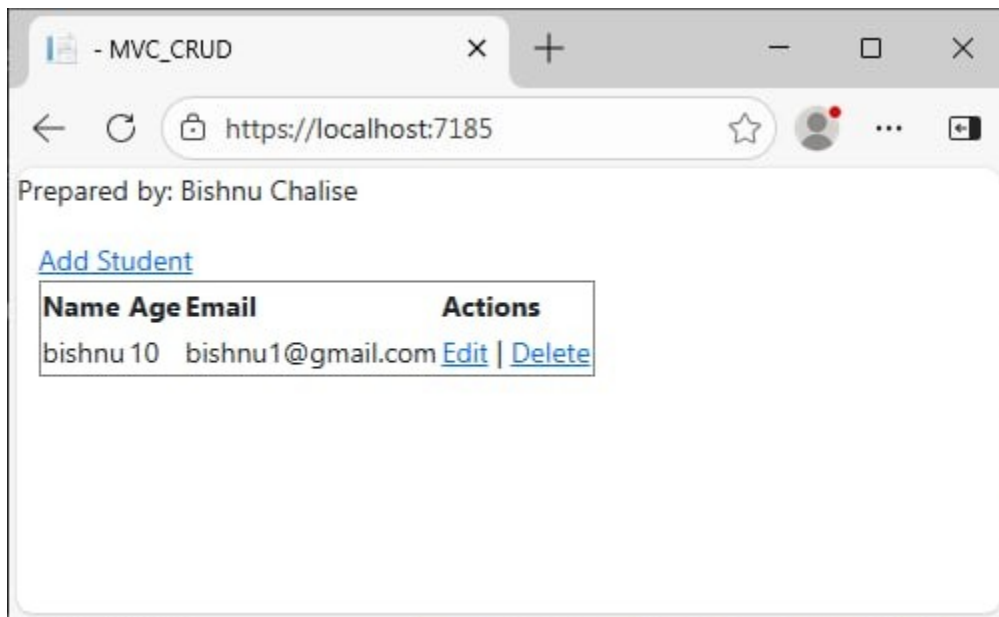 - MVC_CRUD
https://localhost:7185
Prepared by: Bishnu Chalise
Add Student
Name Age Email Actions
bishnu 10 bishnu1@gmail.com Edit | Delete